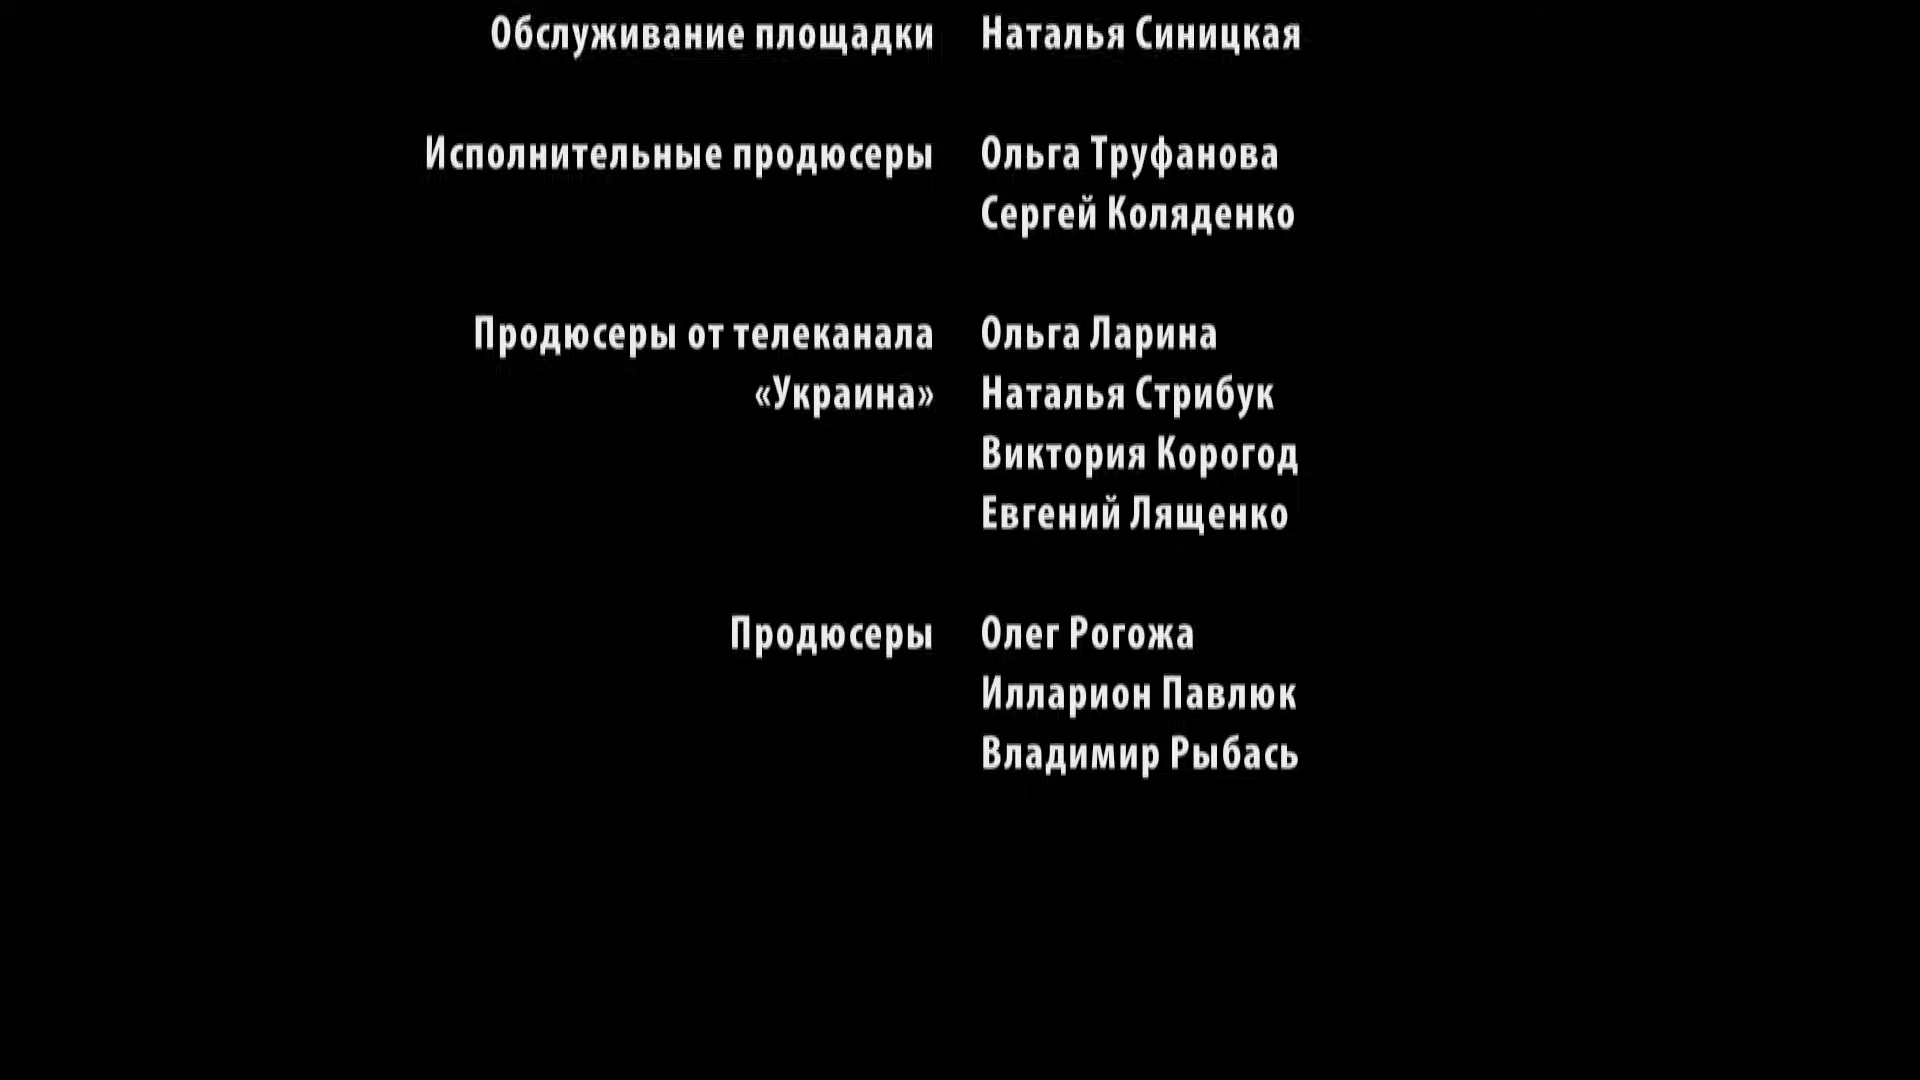 Обслуживание площадки Наталья Синицкая
Исполнительные продюсеры Ольга Труфанова
Сергей Коляденко
Продюсеры от телеканала Ольга Ларина
«Украина» Наталья Стрибук
Виктория Корогод
Евгений Лященко
Продюсеры Олег Рогожа
Илларион Павлюк
Владимир Рыбась